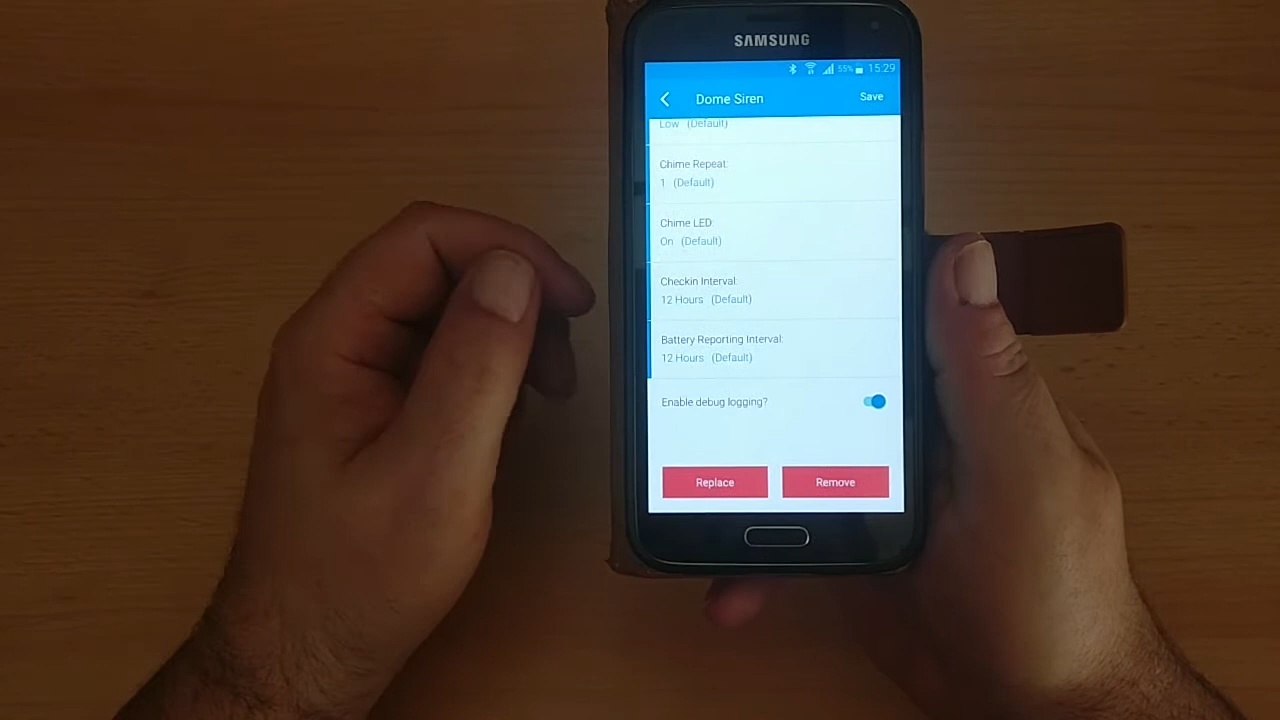 SAMSUNG
55% 15:29
Dome Siren Save
Low (Default)
Chime Repeat:
1 (Default)
Chime LED:
On (Default)
Checkin Interval:
12 Hours (Default)
Battery Reporting Interval:
12 Hours (Default)
Enable debug logging?
Replace Remove